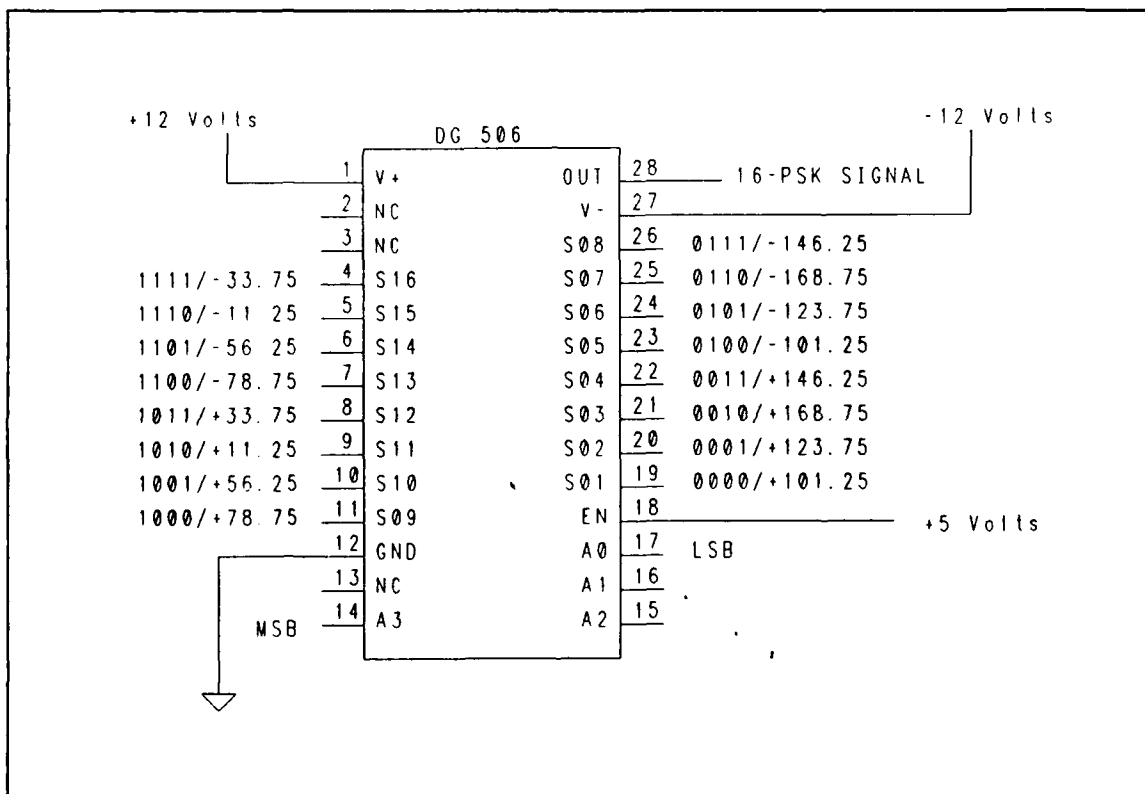 +12 Volts
-12 Volts
DG 506
1 V+ OUT 28 16-PSK SIGNAL
2 NC V- 27
3 NC S08 26 0111/-146.25
1111/-33.75 4 S16 S07 25 0110/-168.75
1110/-11 25 5 S15 S06 24 0101/-123.75
1101/-56 25 6 S14 S05 23 0100/-101.25
1100/-78.75 7 S13 S04 22 0011/+146.25
1011/+33.75 8 S12 S03 21 0010/+168.75
1010/+11.25 9 S11 S02 20 0001/+123.75
1001/+56.25 10 S10 S01 19 0000/+101.25
1000/+78.75 11 S09 EN 18 +5 Volts
12 GND A0 17 LSB
13 NC A1 16
MSB 14 A3 A2 15